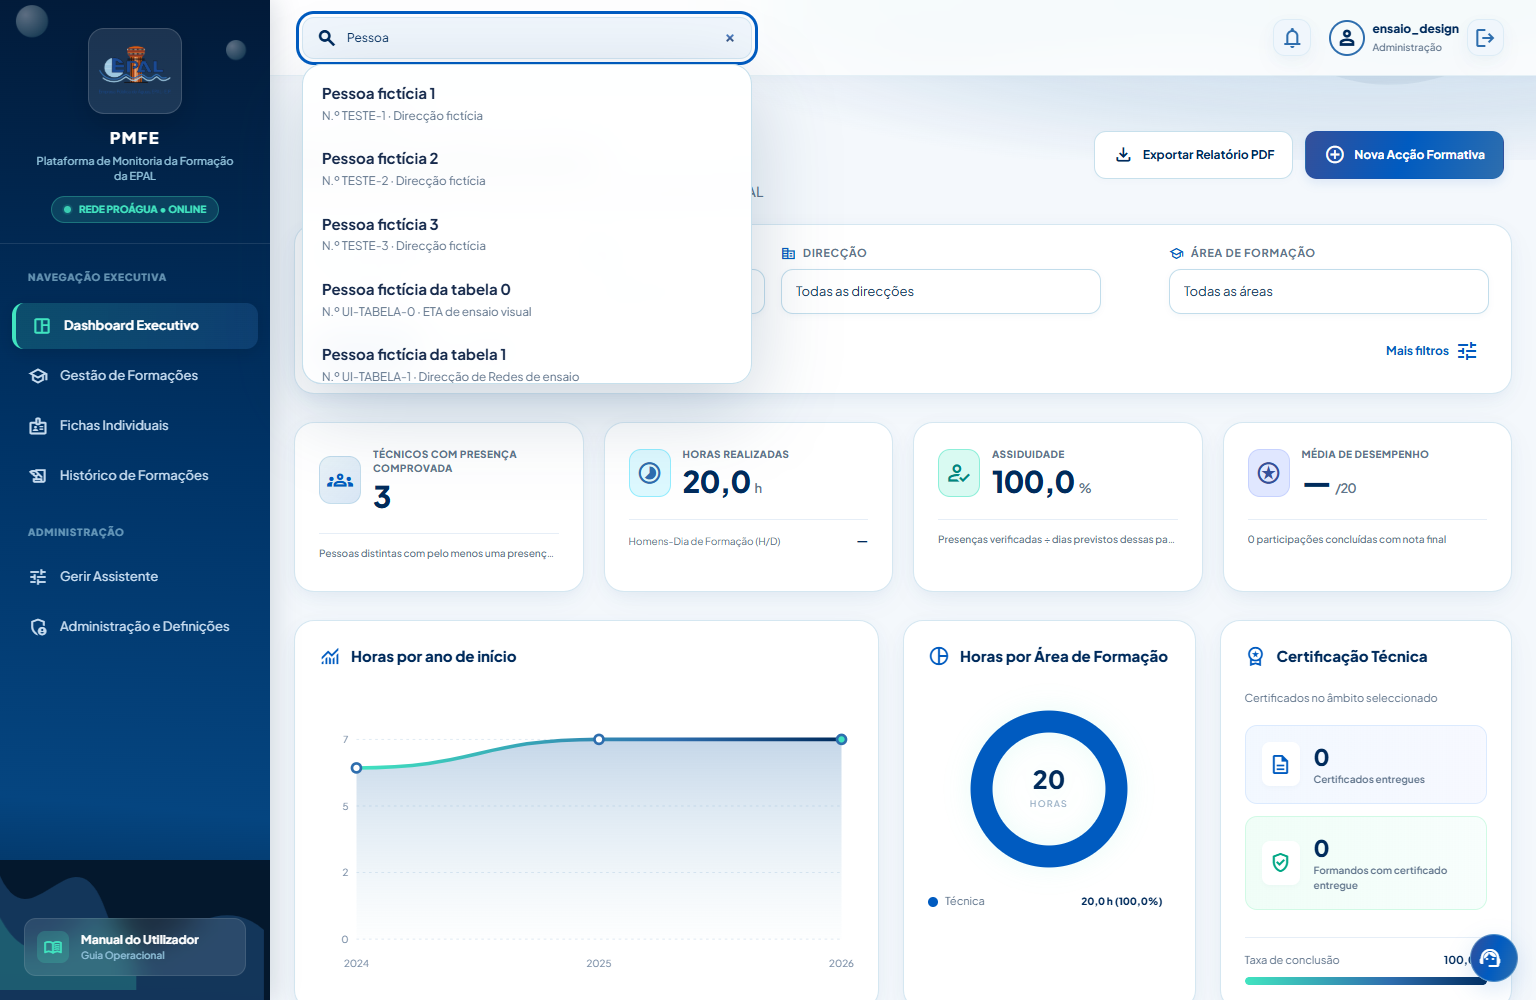 EPAL
PMFE
Plataforma de Monitoria da Formação
da EPAL
REDE PROÁGUA • ONLINE
NAVEGAÇÃO EXECUTIVA
Dashboard Executivo
Gestão de Formações
Fichas Individuais
Histórico de Formações
ADMINISTRAÇÃO
Gerir Assistente
Administração e Definições
Manual do Utilizador
Guia Operacional
Pessoa
×
ensaio_design
Administração
Pessoa fictícia 1
N.º TESTE-1 · Direcção fictícia
Pessoa fictícia 2
N.º TESTE-2 · Direcção fictícia
Pessoa fictícia 3
N.º TESTE-3 · Direcção fictícia
Pessoa fictícia da tabela 0
N.º UI-TABELA-0 · ETA de ensaio visual
Pessoa fictícia da tabela 1
N.º UI-TABELA-1 · Direcção de Redes de ensaio
Exportar Relatório PDF
Nova Acção Formativa
DIRECÇÃO
Todas as direcções
ÁREA DE FORMAÇÃO
Todas as áreas
Mais filtros
TÉCNICOS COM PRESENÇA
COMPROVADA
3
Pessoas distintas com pelo menos uma presenç...
HORAS REALIZADAS
20,0 h
Homens-Dia de Formação (H/D) —
ASSIDUIDADE
100,0 %
Presenças verificadas ÷ dias previstos dessas pa...
MÉDIA DE DESEMPENHO
— /20
0 participações concluídas com nota final
Horas por ano de início
7
5
2
0
2024 2025 2026
Horas por Área de Formação
20
HORAS
Técnica 20,0 h (100,0%)
Certificação Técnica
Certificados no âmbito seleccionado
0
Certificados entregues
0
Formandos com certificado
entregue
Taxa de conclusão 100,